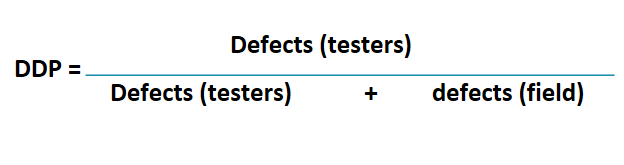 Defects (testers)
DDP =
Defects (testers) + defects (field)